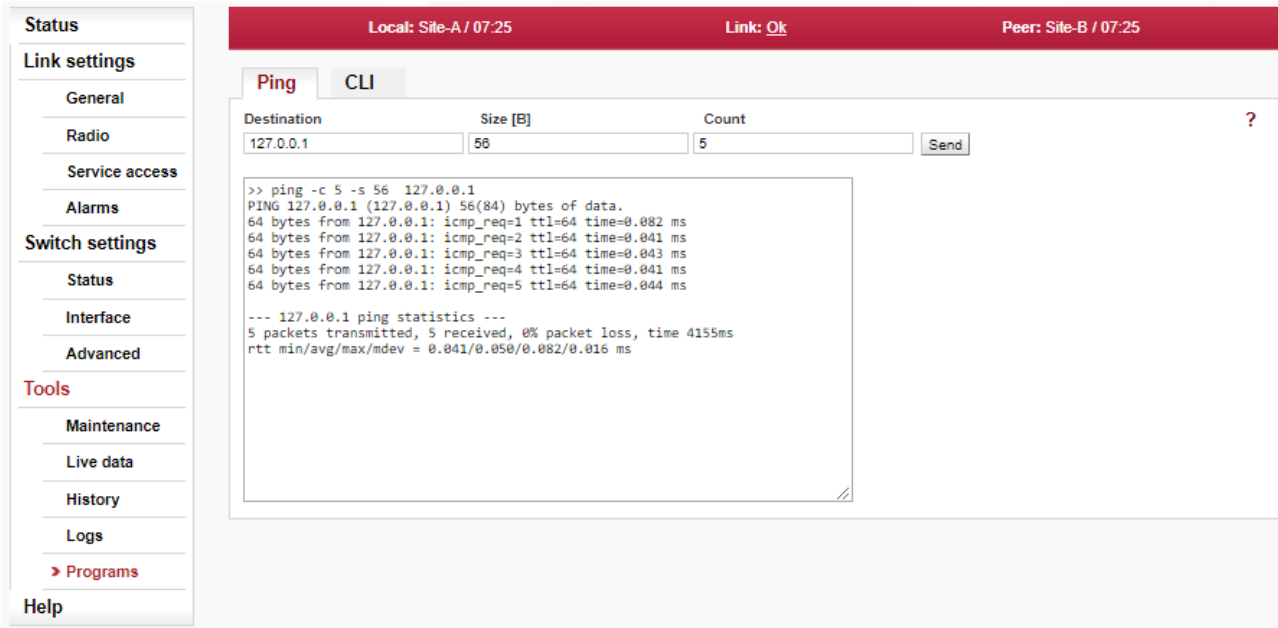 Status
Link settings
General
Radio
Service access
Alarms
Switch settings
Status
Interface
Advanced
Tools
Maintenance
Live data
History
Logs
Programs
Help
Local: Site-A / 07:25 Link: Ok Peer: Site-B / 07:25
Ping CLI
Destination Size [B] Count ?
127.0.0.1 56 5 Send
>> ping -c 5 -s 56  127.0.0.1
PING 127.0.0.1 (127.0.0.1) 56(84) bytes of data.
64 bytes from 127.0.0.1: icmp_req=1 ttl=64 time=0.082 ms
64 bytes from 127.0.0.1: icmp_req=2 ttl=64 time=0.041 ms
64 bytes from 127.0.0.1: icmp_req=3 ttl=64 time=0.043 ms
64 bytes from 127.0.0.1: icmp_req=4 ttl=64 time=0.041 ms
64 bytes from 127.0.0.1: icmp_req=5 ttl=64 time=0.044 ms
--- 127.0.0.1 ping statistics ---
5 packets transmitted, 5 received, 0% packet loss, time 4155ms
rtt min/avg/max/mdev = 0.041/0.050/0.082/0.016 ms